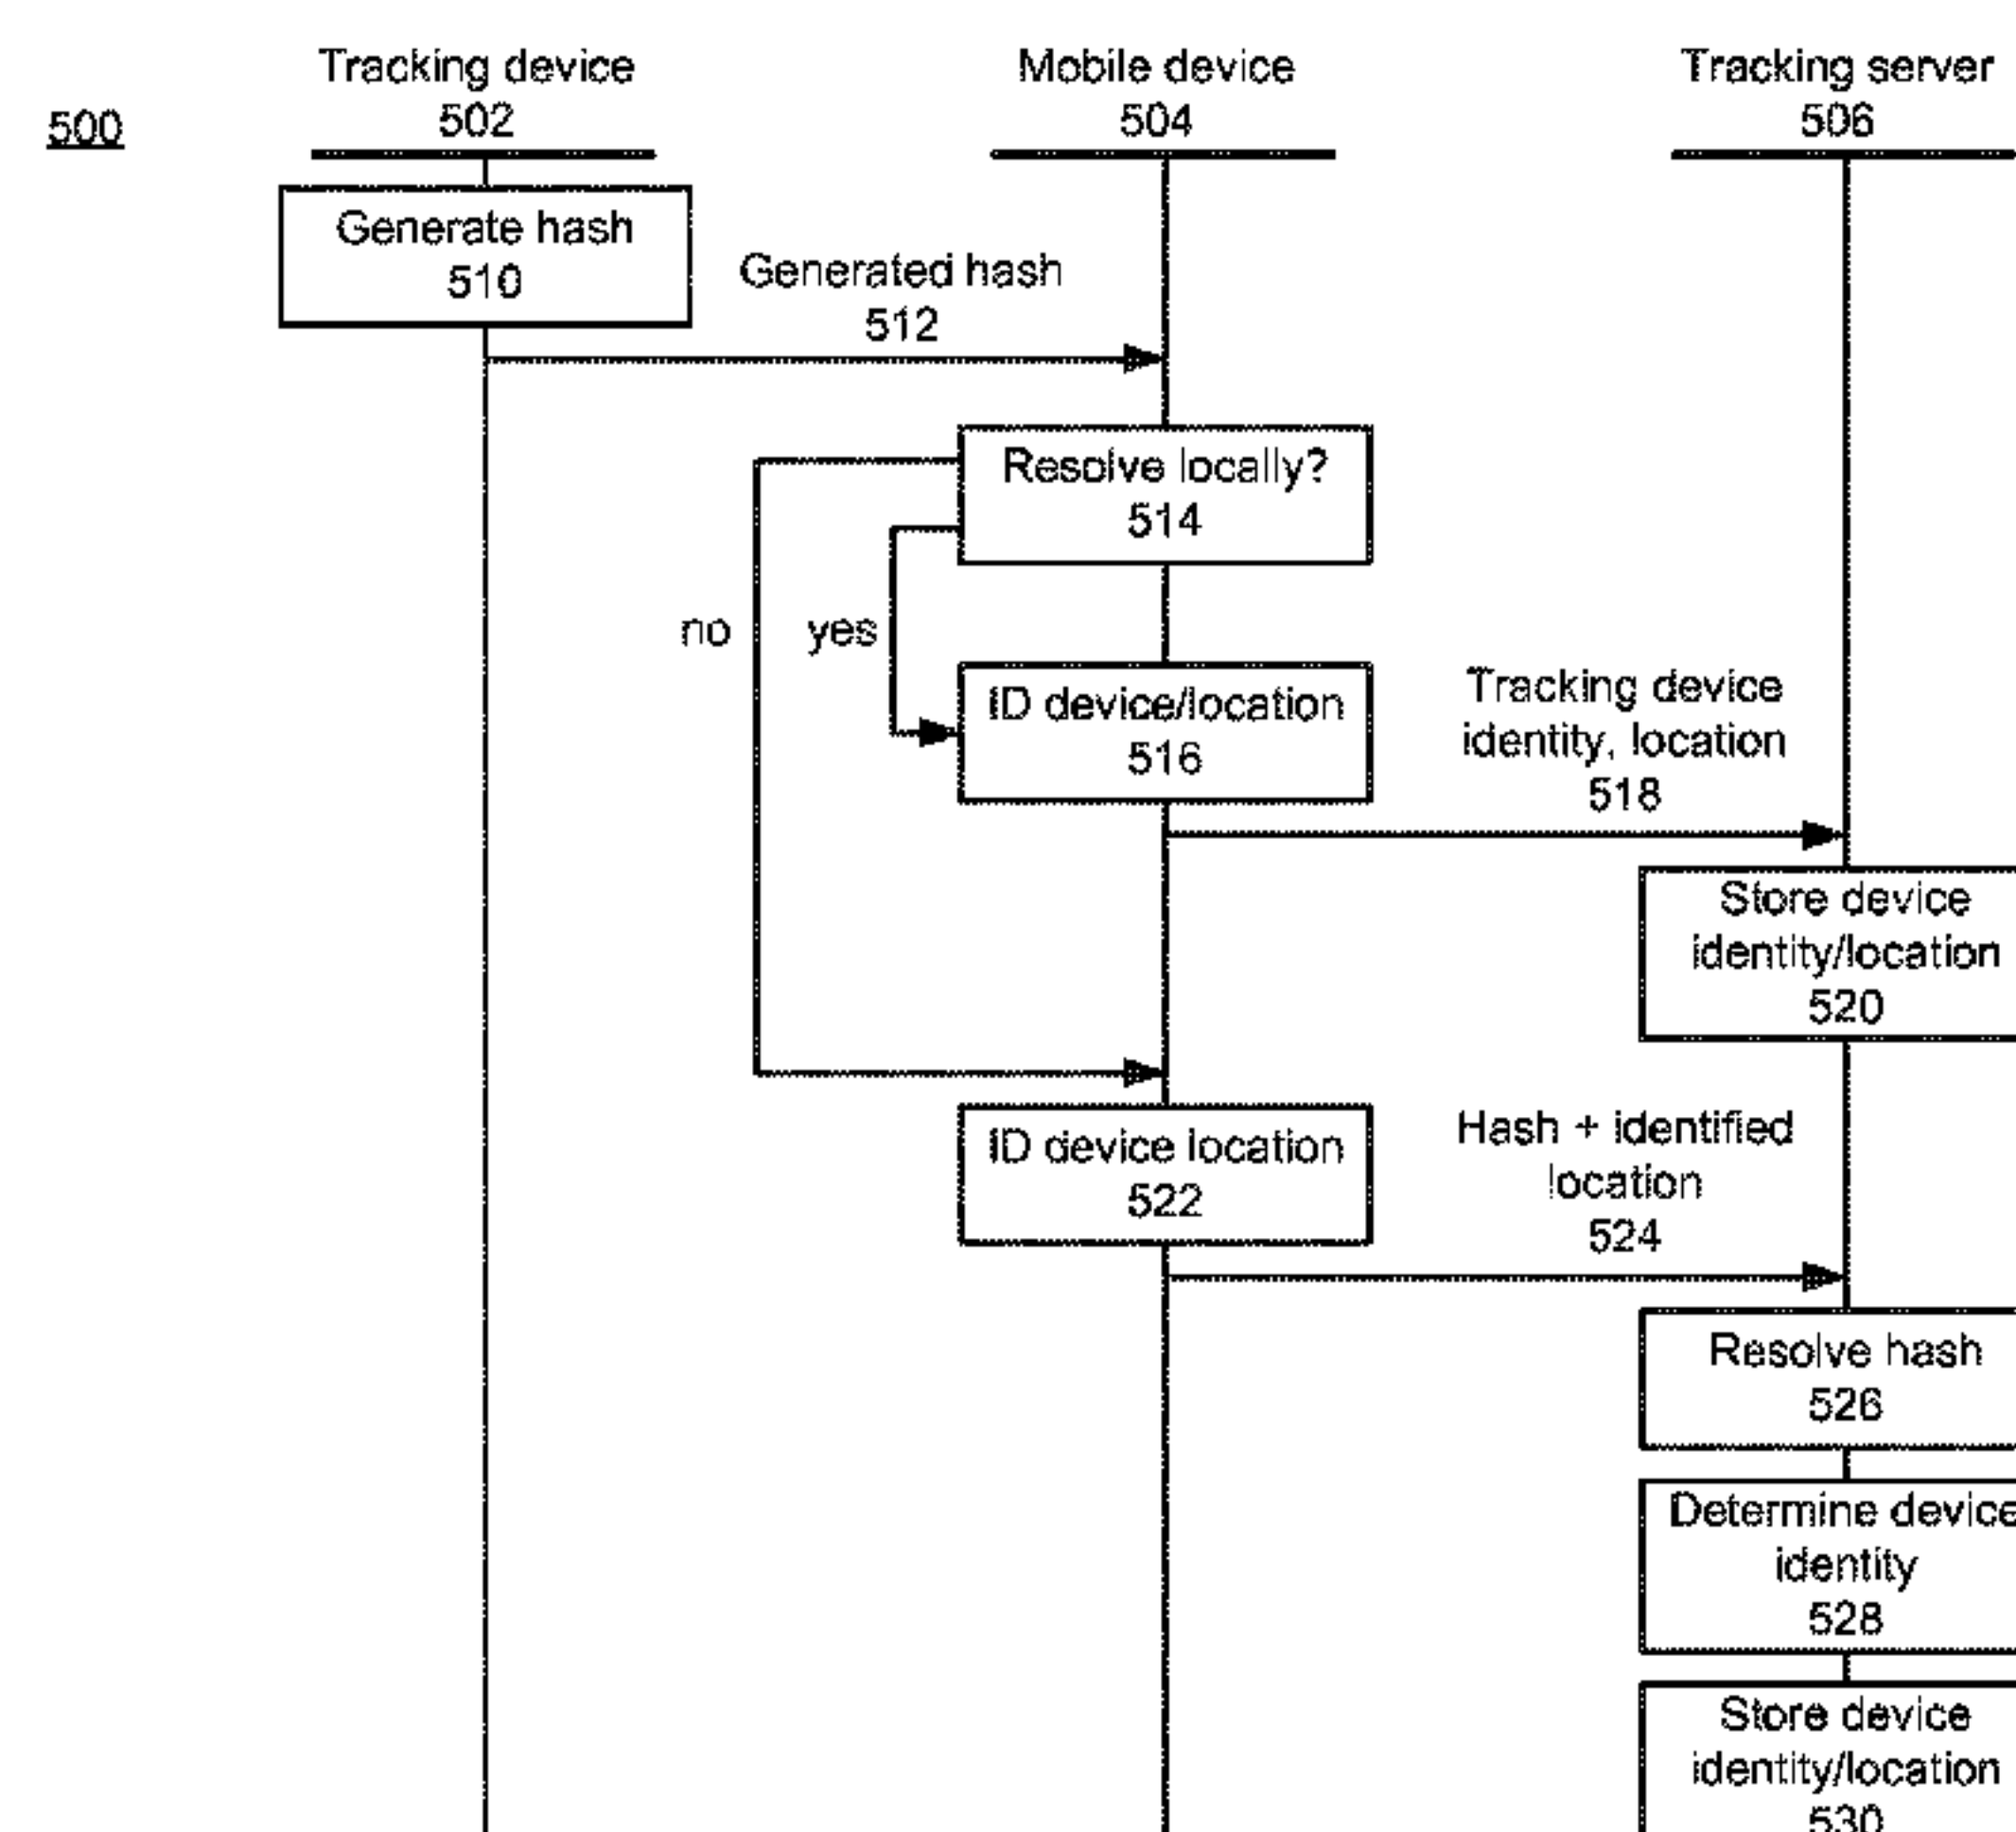 Tracking device
502
Mobile device
504
Tracking server
506
500
Generate hash
510
Generated hash
512
Resolve locally?
514
no
yes
ID device/location
516
Tracking device
identity, location
518
Store device
identity/location
520
ID device location
522
Hash + identified
location
524
Resolve hash
526
Determine device
identity
528
Store device
identity/location
530